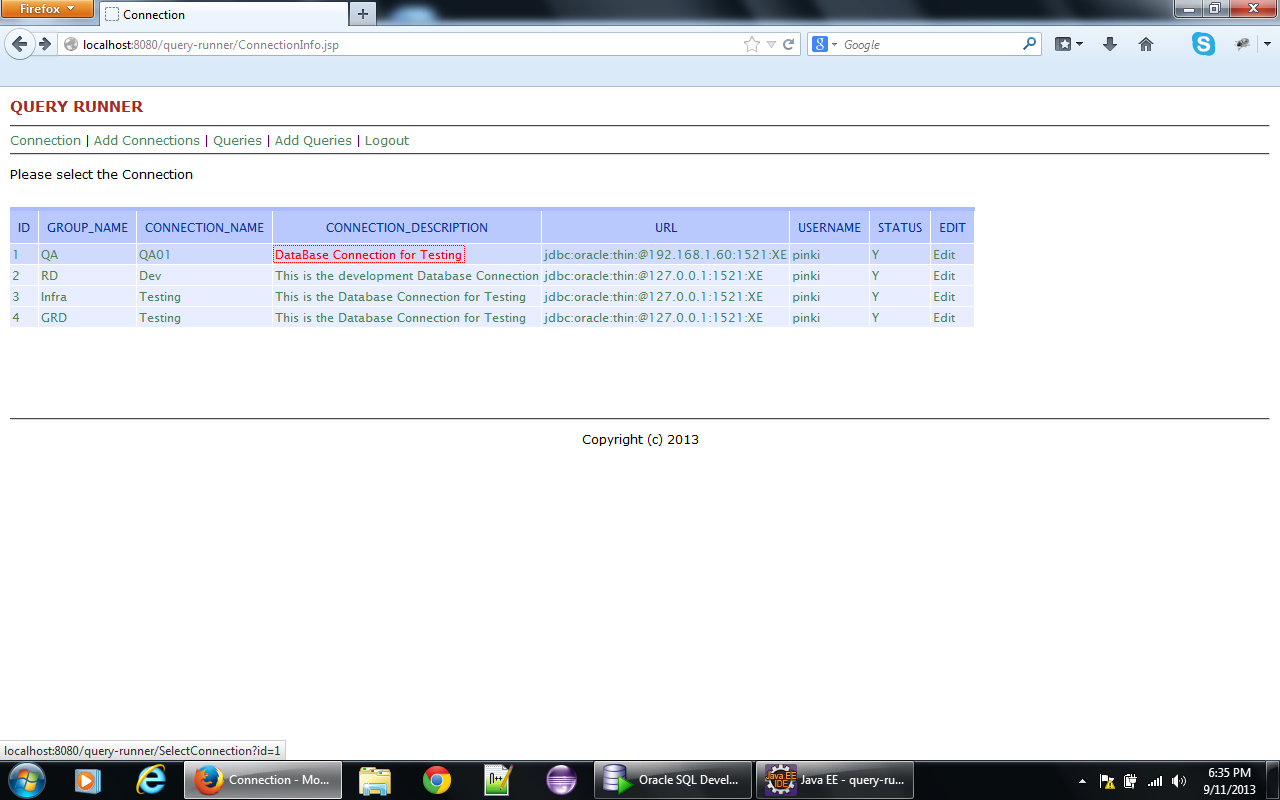 Firefox
Connection
localhost:8080/query-runner/ConnectionInfo.jsp
Google
QUERY RUNNER
Connection | Add Connections | Queries | Add Queries | Logout
Please select the Connection
ID GROUP_NAME CONNECTION_NAME CONNECTION_DESCRIPTION URL USERNAME STATUS EDIT
1 QA QA01 DataBase Connection for Testing jdbc:oracle:thin:@192.168.1.60:1521:XE pinki Y Edit
2 RD Dev This is the development Database Connection jdbc:oracle:thin:@127.0.0.1:1521:XE pinki Y Edit
3 Infra Testing This is the Database Connection for Testing jdbc:oracle:thin:@127.0.0.1:1521:XE pinki Y Edit
4 GRD Testing This is the Database Connection for Testing jdbc:oracle:thin:@127.0.0.1:1521:XE pinki Y Edit
Copyright (c) 2013
localhost:8080/query-runner/SelectConnection?id=1
Connection - Mo...
Oracle SQL Devel...
Java EE IDE
Java EE - query-ru...
6:35 PM
9/11/2013